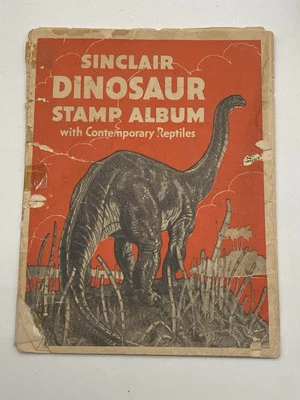 SINCLAIR
DINOSAUR
STAMP ALBUM
with Contemporary Reptiles